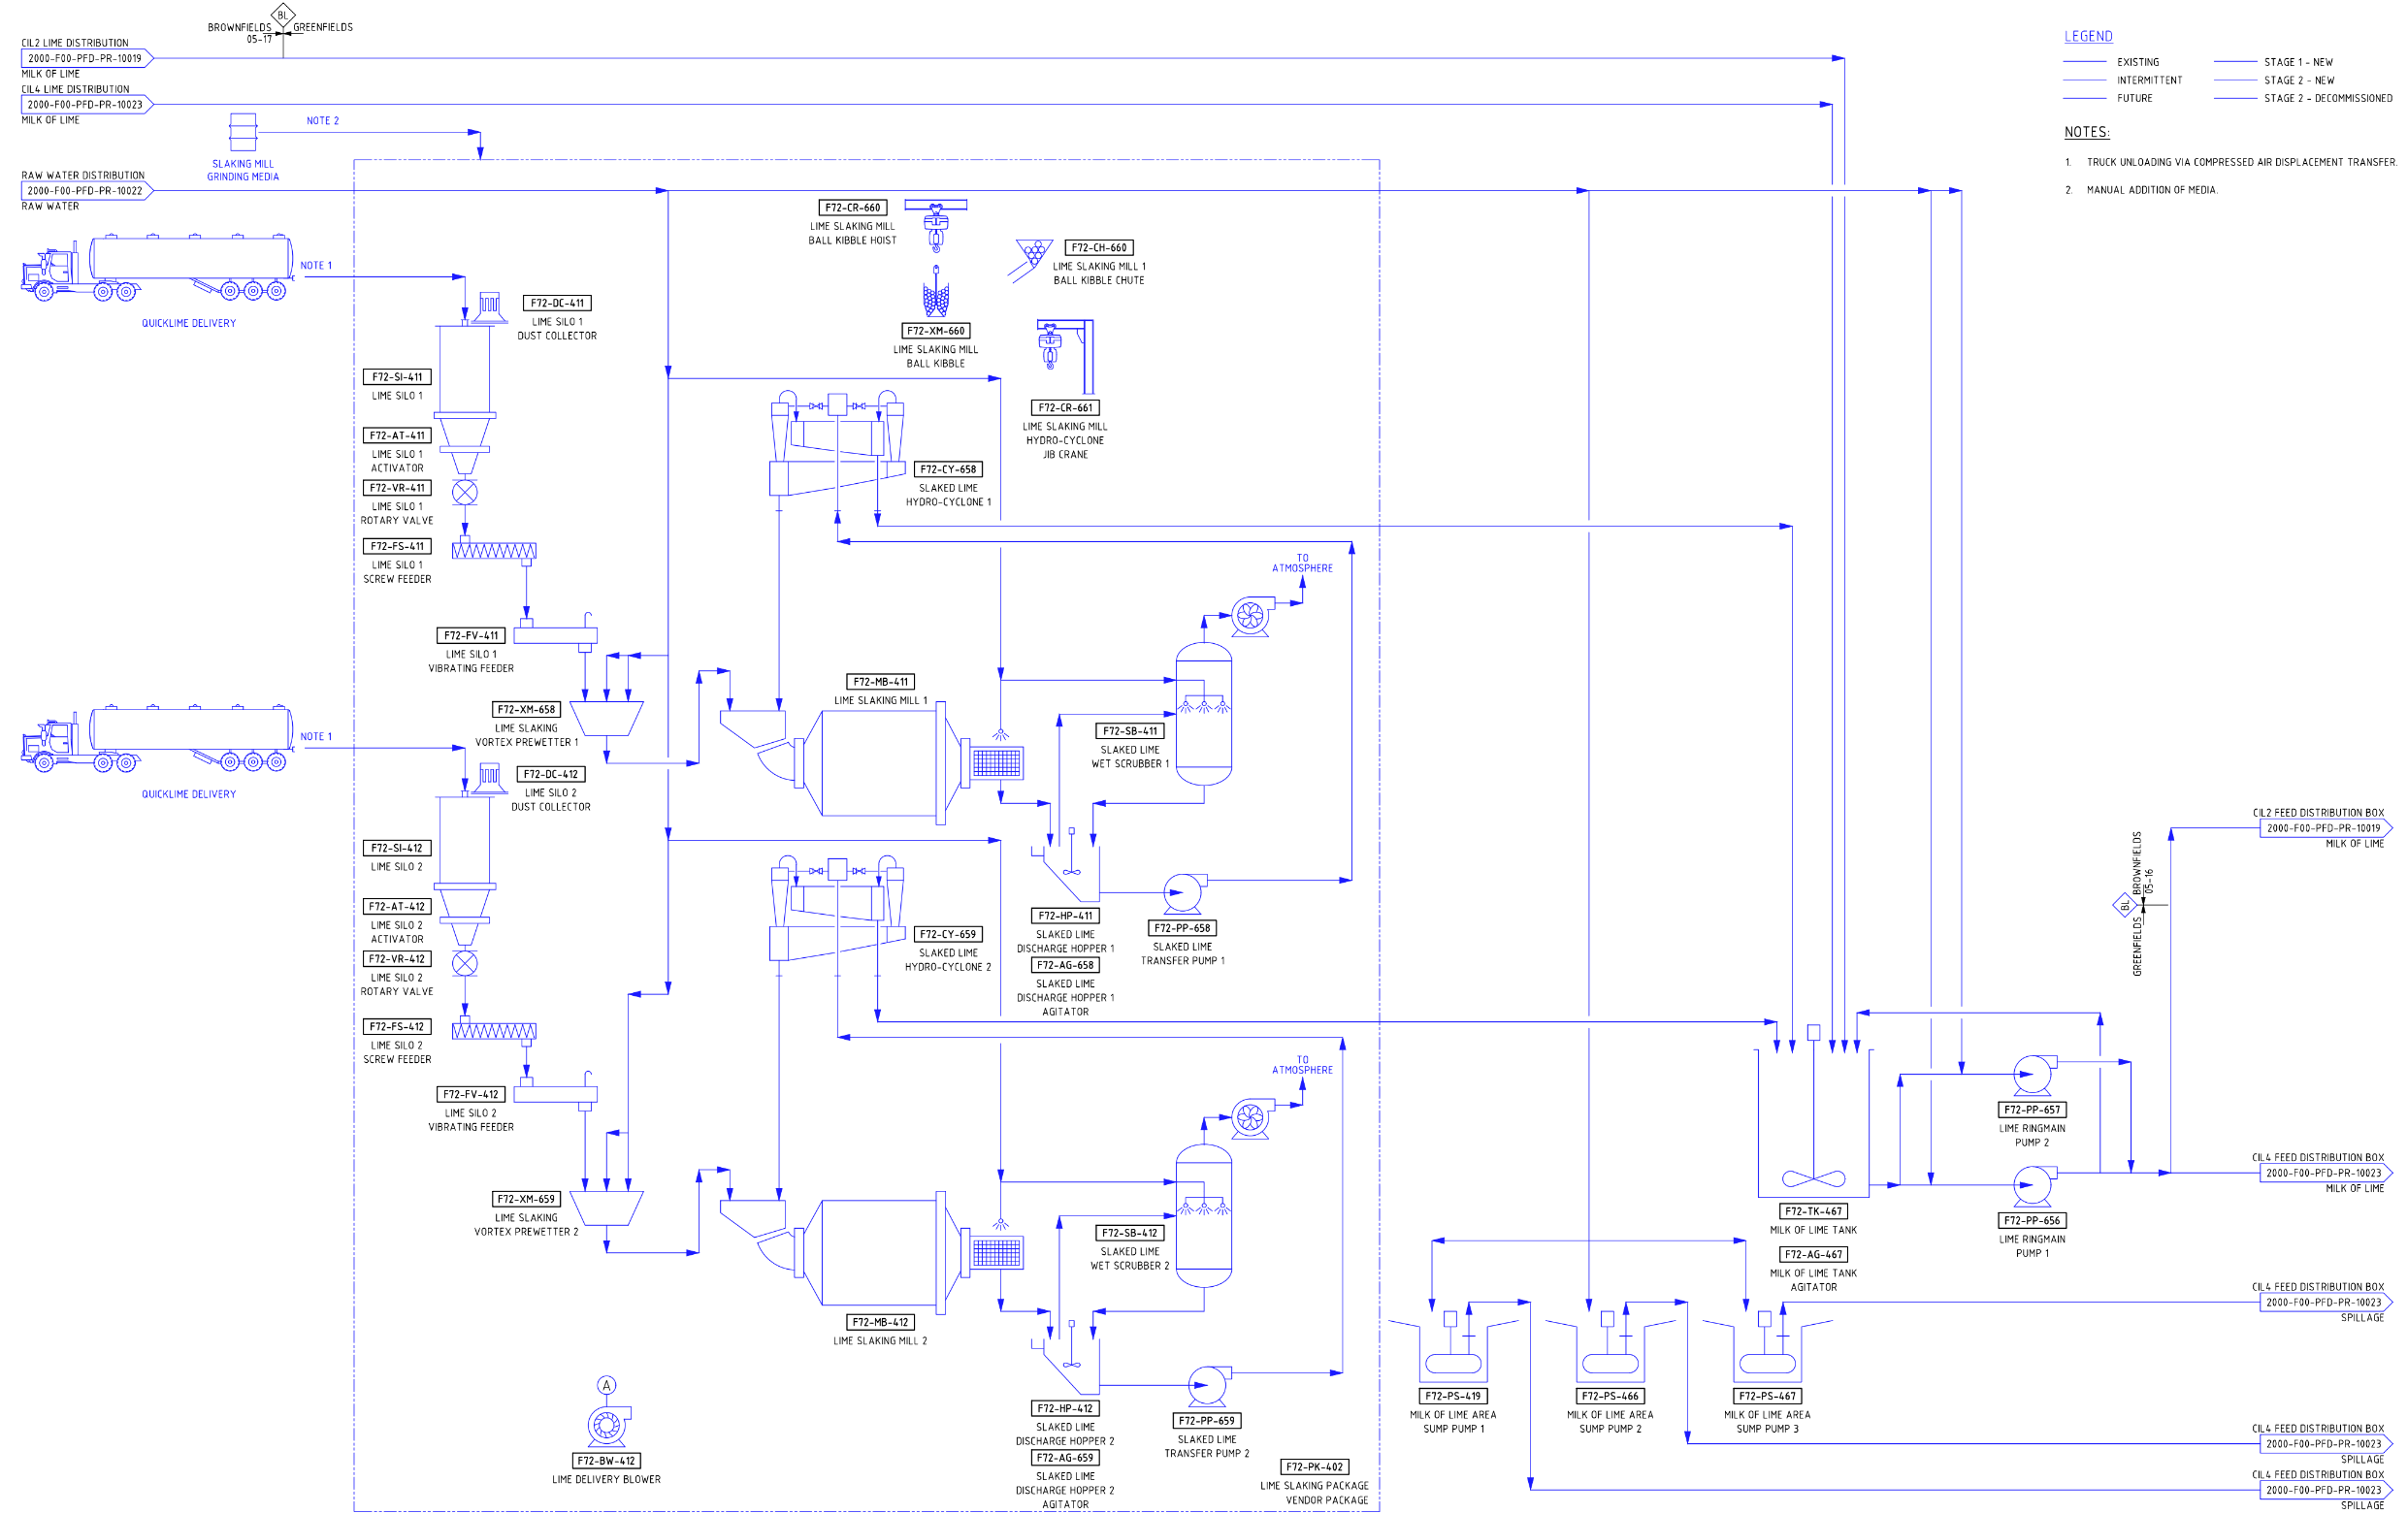 BL
BROWNFIELDS
GREENFIELDS
05-17
CIL2 LIME DISTRIBUTION
2000-F00-PFD-PR-10019
MILK OF LIME
CIL4 LIME DISTRIBUTION
2000-F00-PFD-PR-10023
MILK OF LIME
NOTE 2
SLAKING MILL
GRINDING MEDIA
RAW WATER DISTRIBUTION
2000-F00-PFD-PR-10022
RAW WATER
LEGEND
EXISTING
INTERMITTENT
FUTURE
STAGE 1 - NEW
STAGE 2 - NEW
STAGE 2 - DECOMMISSIONED
NOTES:
1. TRUCK UNLOADING VIA COMPRESSED AIR DISPLACEMENT TRANSFER.
2. MANUAL ADDITION OF MEDIA.
NOTE 1
QUICKLIME DELIVERY
F72-DC-411
LIME SILO 1
DUST COLLECTOR
F72-SI-411
LIME SILO 1
F72-AT-411
LIME SILO 1
ACTIVATOR
F72-VR-411
LIME SILO 1
ROTARY VALVE
F72-FS-411
LIME SILO 1
SCREW FEEDER
F72-FV-411
LIME SILO 1
VIBRATING FEEDER
F72-XM-658
LIME SLAKING
VORTEX PREWETTER 1
F72-CR-660
LIME SLAKING MILL
BALL KIBBLE HOIST
F72-CH-660
LIME SLAKING MILL 1
BALL KIBBLE CHUTE
F72-XM-660
LIME SLAKING MILL
BALL KIBBLE
F72-CR-661
LIME SLAKING MILL
HYDRO-CYCLONE
JIB CRANE
F72-CY-658
SLAKED LIME
HYDRO-CYCLONE 1
TO
ATMOSPHERE
F72-MB-411
LIME SLAKING MILL 1
F72-SB-411
SLAKED LIME
WET SCRUBBER 1
F72-HP-411
SLAKED LIME
DISCHARGE HOPPER 1
F72-AG-658
SLAKED LIME
DISCHARGE HOPPER 1
AGITATOR
F72-PP-658
SLAKED LIME
TRANSFER PUMP 1
NOTE 1
QUICKLIME DELIVERY
F72-DC-412
LIME SILO 2
DUST COLLECTOR
F72-SI-412
LIME SILO 2
F72-AT-412
LIME SILO 2
ACTIVATOR
F72-VR-412
LIME SILO 2
ROTARY VALVE
F72-FS-412
LIME SILO 2
SCREW FEEDER
F72-FV-412
LIME SILO 2
VIBRATING FEEDER
F72-XM-659
LIME SLAKING
VORTEX PREWETTER 2
F72-CY-659
SLAKED LIME
HYDRO-CYCLONE 2
TO
ATMOSPHERE
F72-MB-412
LIME SLAKING MILL 2
F72-SB-412
SLAKED LIME
WET SCRUBBER 2
F72-HP-412
SLAKED LIME
DISCHARGE HOPPER 2
F72-AG-659
SLAKED LIME
DISCHARGE HOPPER 2
AGITATOR
F72-PP-659
SLAKED LIME
TRANSFER PUMP 2
A
F72-BW-412
LIME DELIVERY BLOWER
F72-PK-402
LIME SLAKING PACKAGE
VENDOR PACKAGE
CIL2 FEED DISTRIBUTION BOX
2000-F00-PFD-PR-10019
MILK OF LIME
BL
GREENFIELDS
BROWNFIELDS
05-16
F72-PP-657
LIME RINGMAIN
PUMP 2
CIL4 FEED DISTRIBUTION BOX
2000-F00-PFD-PR-10023
MILK OF LIME
F72-PP-656
LIME RINGMAIN
PUMP 1
F72-TK-467
MILK OF LIME TANK
F72-AG-467
MILK OF LIME TANK
AGITATOR
CIL4 FEED DISTRIBUTION BOX
2000-F00-PFD-PR-10023
SPILLAGE
F72-PS-419
MILK OF LIME AREA
SUMP PUMP 1
F72-PS-466
MILK OF LIME AREA
SUMP PUMP 2
F72-PS-467
MILK OF LIME AREA
SUMP PUMP 3
CIL4 FEED DISTRIBUTION BOX
2000-F00-PFD-PR-10023
SPILLAGE
CIL4 FEED DISTRIBUTION BOX
2000-F00-PFD-PR-10023
SPILLAGE